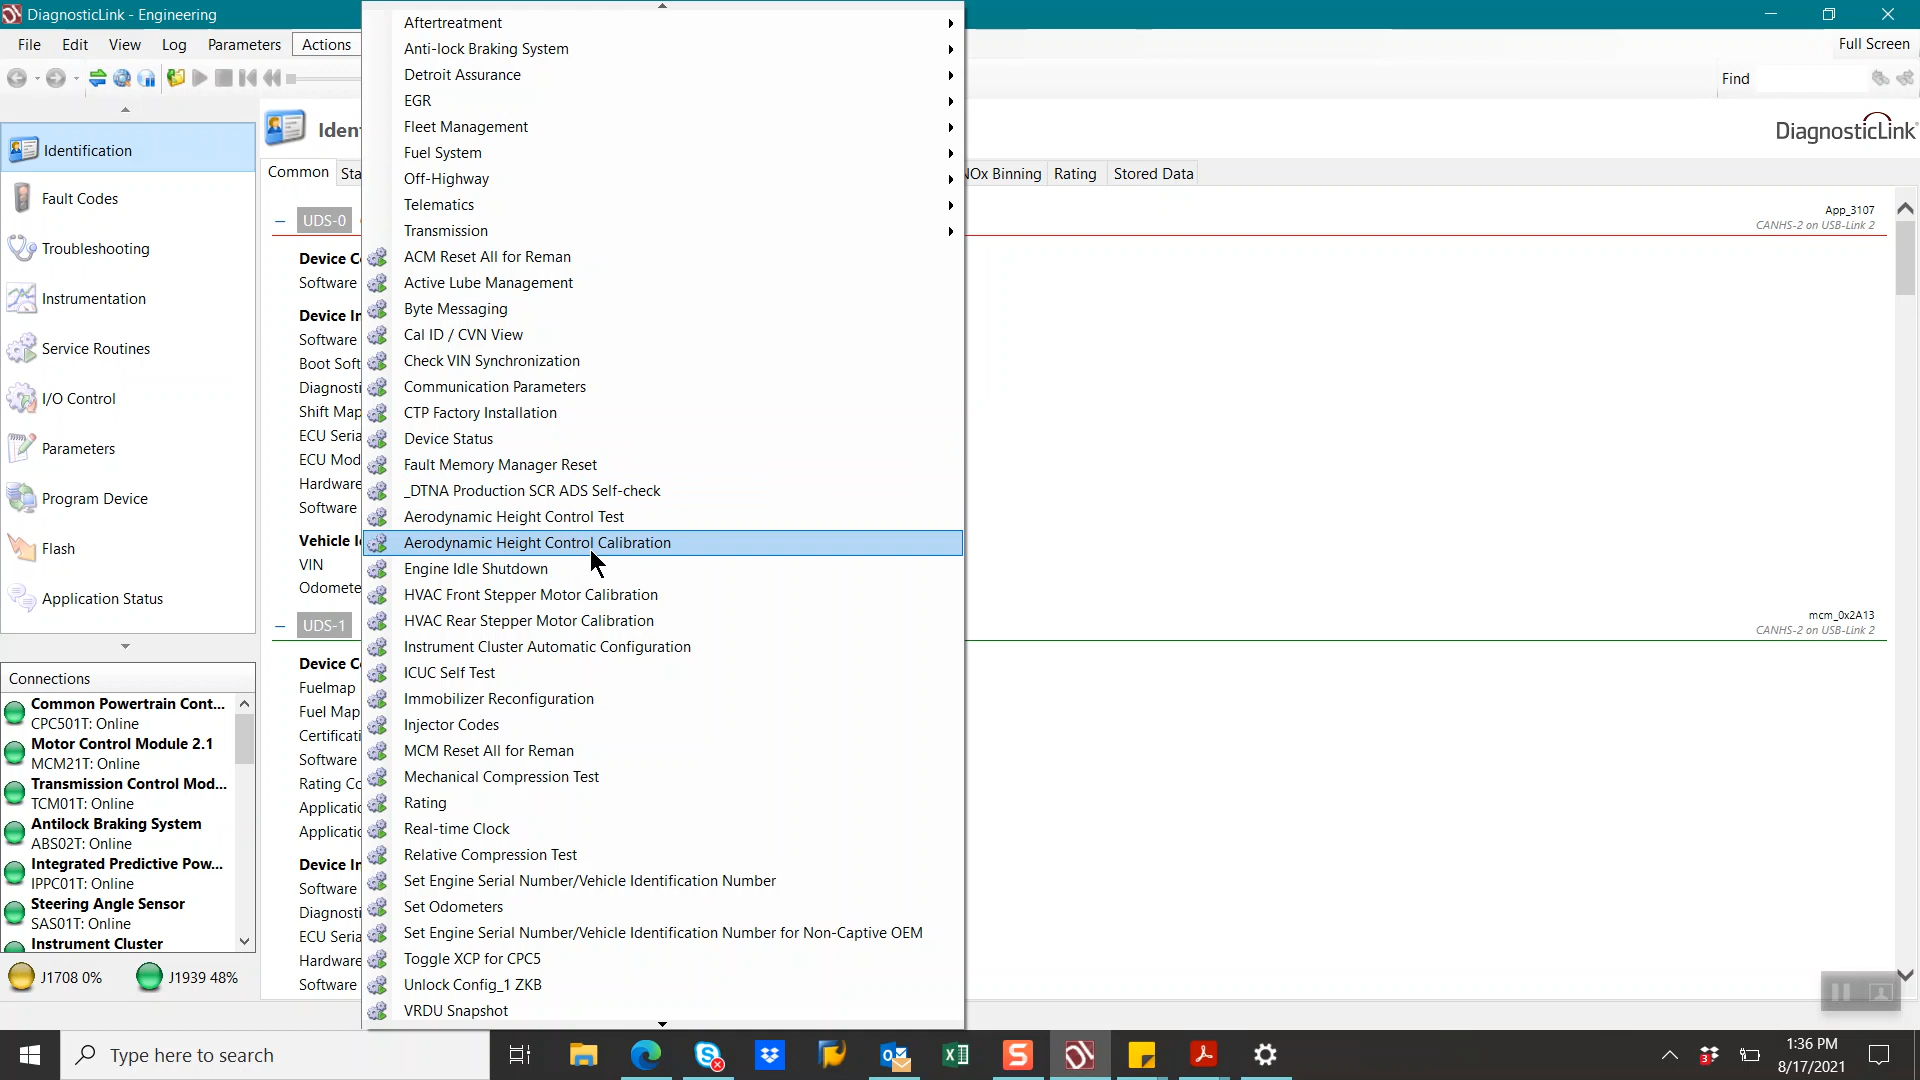 DiagnosticLink - Engineering
File Edit View Log Parameters Actions Full Screen
Find
Identification
Fault Codes
Troubleshooting
Instrumentation
Service Routines
I/O Control
Parameters
Program Device
Flash
Application Status
Connections
Common Powertrain Cont...
CPC501T: Online
Motor Control Module 2.1
MCM21T: Online
Transmission Control Mod...
TCM01T: Online
Antilock Braking System
ABS02T: Online
Integrated Predictive Pow...
IPPC01T: Online
Steering Angle Sensor
SAS01T: Online
Instrument Cluster
J1708 0% J1939 48%
Iden
DiagnosticLink
Common Sta NOx Binning Rating Stored Data
UDS-0
App_3107
CANHS-2 on USB-Link 2
Device C
Software
Device In
Software
Boot Soft
Diagnosti
Shift Map
ECU Seria
ECU Mod
Hardware
Software
Vehicle I
VIN
Odomete
UDS-1
mcm_0x2A13
CANHS-2 on USB-Link 2
Device C
Fuelmap
Fuel Map
Certificati
Software
Rating Co
Applicatio
Applicatio
Device In
Software
Diagnosti
ECU Seria
Hardware
Software
Aftertreatment
Anti-lock Braking System
Detroit Assurance
EGR
Fleet Management
Fuel System
Off-Highway
Telematics
Transmission
ACM Reset All for Reman
Active Lube Management
Byte Messaging
Cal ID / CVN View
Check VIN Synchronization
Communication Parameters
CTP Factory Installation
Device Status
Fault Memory Manager Reset
_DTNA Production SCR ADS Self-check
Aerodynamic Height Control Test
Aerodynamic Height Control Calibration
Engine Idle Shutdown
HVAC Front Stepper Motor Calibration
HVAC Rear Stepper Motor Calibration
Instrument Cluster Automatic Configuration
ICUC Self Test
Immobilizer Reconfiguration
Injector Codes
MCM Reset All for Reman
Mechanical Compression Test
Rating
Real-time Clock
Relative Compression Test
Set Engine Serial Number/Vehicle Identification Number
Set Odometers
Set Engine Serial Number/Vehicle Identification Number for Non-Captive OEM
Toggle XCP for CPC5
Unlock Config_1 ZKB
VRDU Snapshot
Type here to search
3
1:36 PM
8/17/2021